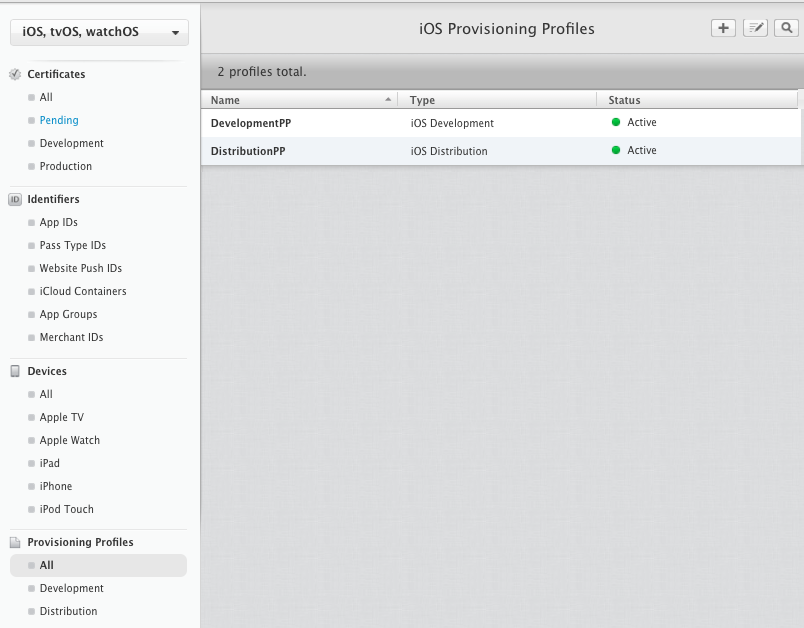 iOS, tvOS, watchOS
Certificates
All
Pending
Development
Production
ID Identifiers
App IDs
Pass Type IDs
Website Push IDs
iCloud Containers
App Groups
Merchant IDs
Devices
All
Apple TV
Apple Watch
iPad
iPhone
iPod Touch
Provisioning Profiles
All
Development
Distribution
iOS Provisioning Profiles
2 profiles total.
Name Type Status
DevelopmentPP iOS Development Active
DistributionPP iOS Distribution Active